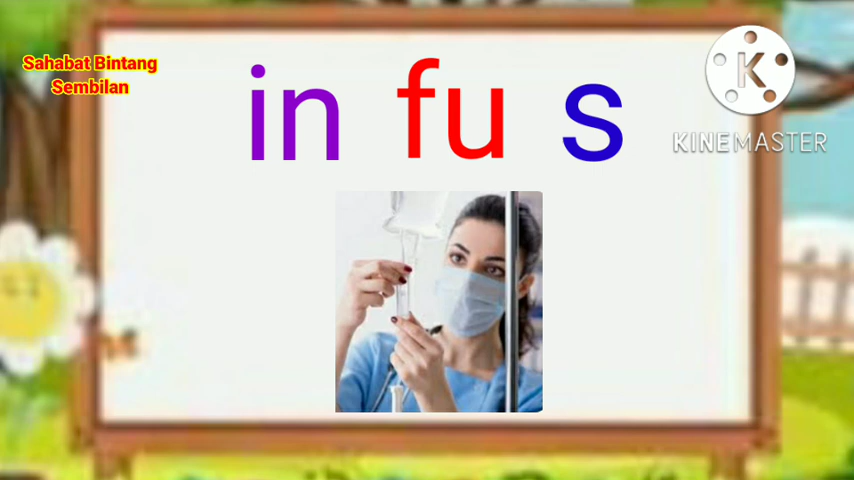 Sahabat Bintang
Sembilan
in fu s
K
KINEMASTER